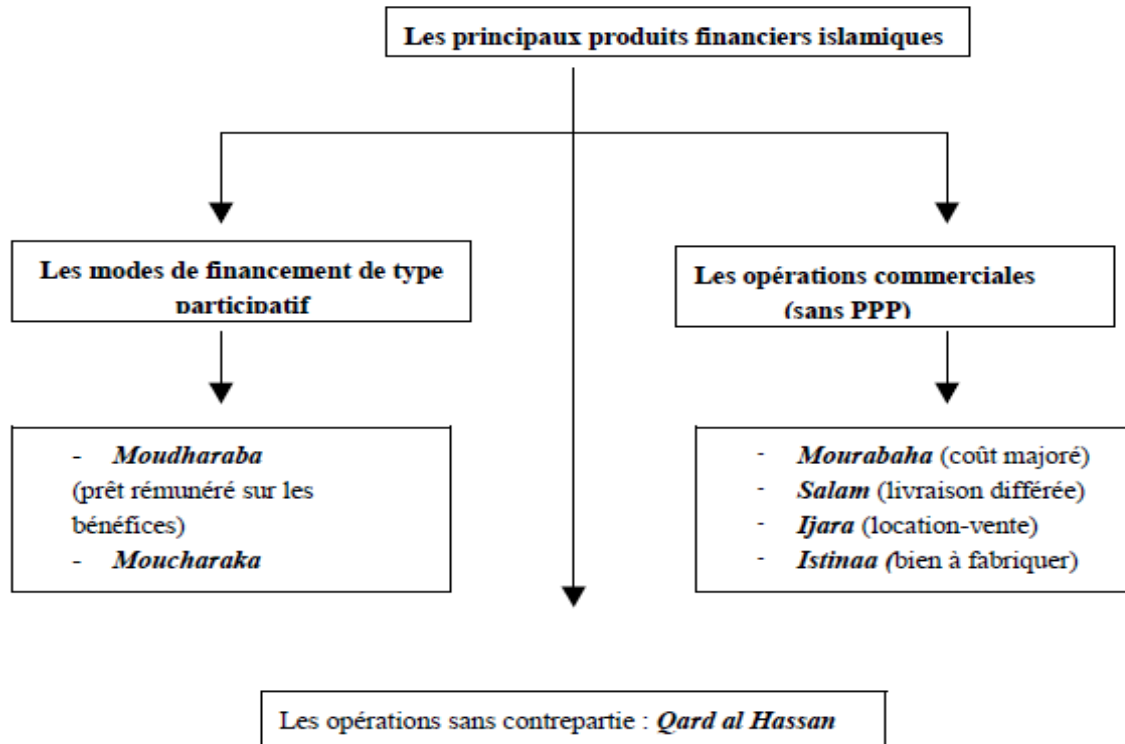 Les principaux produits financiers islamiques
Les modes de financement de type
participatif
Les opérations commerciales
(sans PPP)
- Moudharaba
(prêt rémunéré sur les
bénéfices)
- Moucharaka
- Mourabaha (coût majoré)
- Salam (livraison différée)
- Ijara (location-vente)
- Istinaa (bien à fabriquer)
Les opérations sans contrepartie : Qard al Hassan